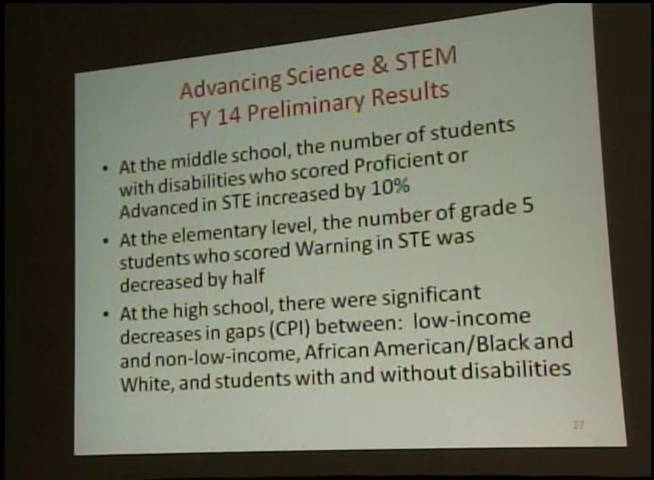 Advancing Science & STEM
FY 14 Preliminary Results
• At the middle school, the number of students
with disabilities who scored Proficient or
Advanced in STE increased by 10%
• At the elementary level, the number of grade 5
students who scored Warning in STE was
decreased by half
• At the high school, there were significant
decreases in gaps (CPI) between: low-income
and non-low-income, African American/Black and
White, and students with and without disabilities
27